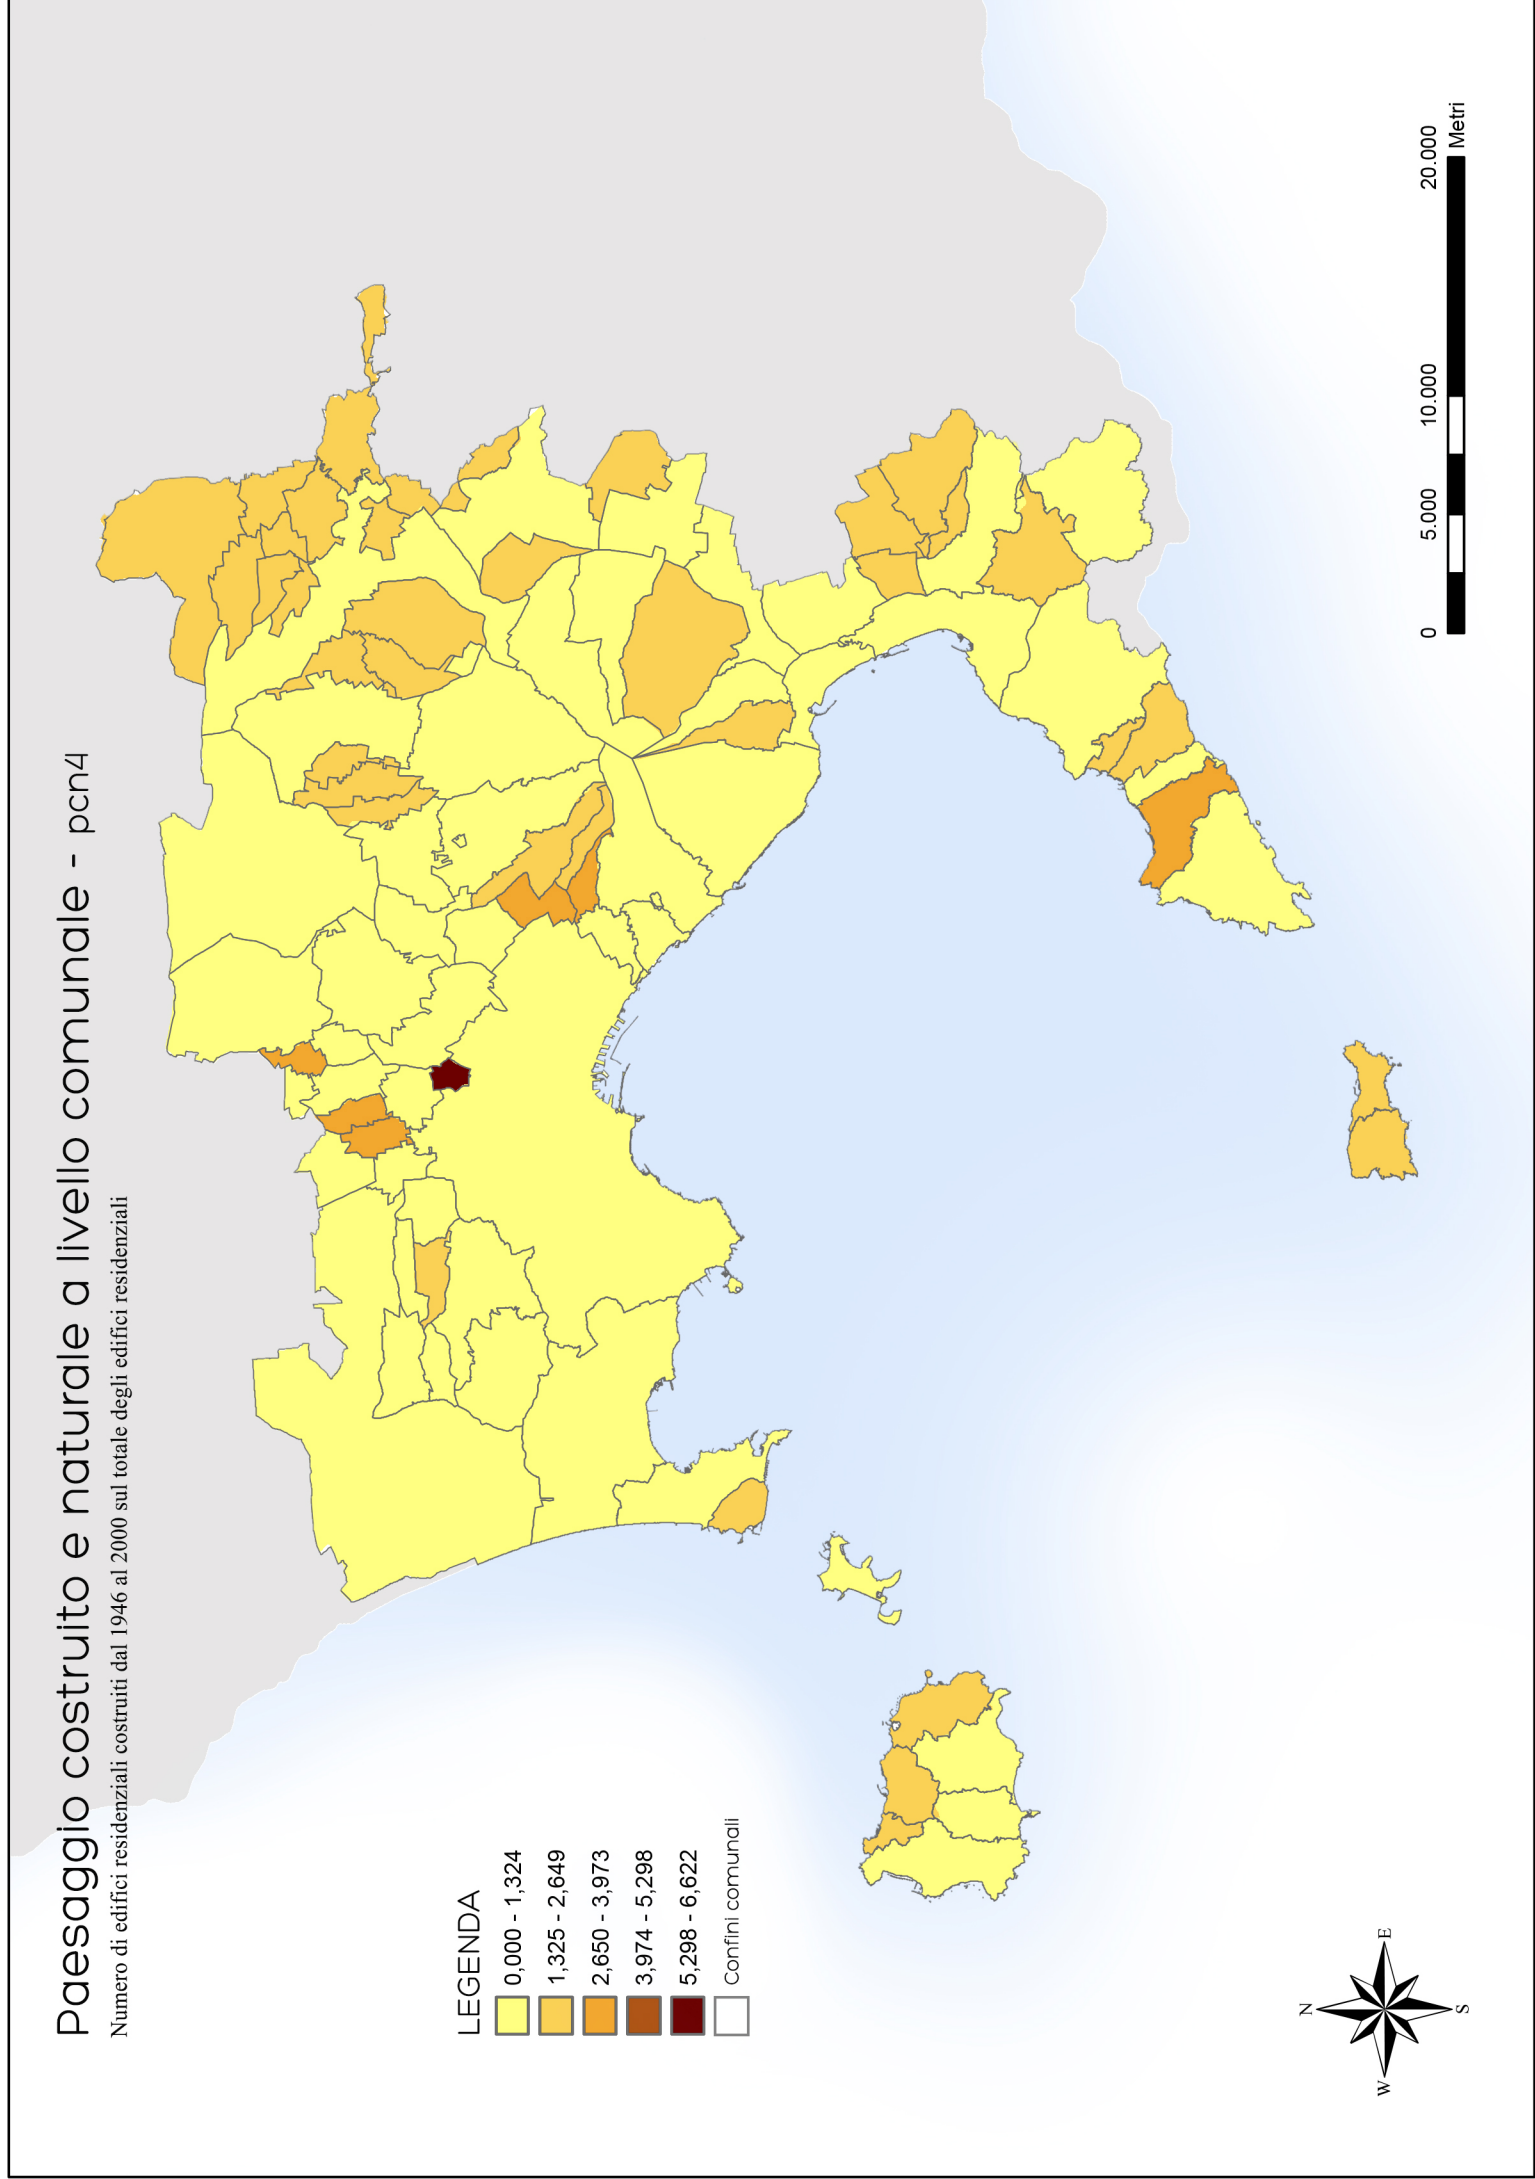 Paesaggio costruito e naturale a livello comunale - pcn4
Numero di edifici residenziali costruiti dal 1946 al 2000 sul totale degli edifici residenziali
LEGENDA
0,000 - 1,324
1,325 - 2,649
2,650 - 3,973
3,974 - 5,298
5,298 - 6,622
Confini comunali
N
W
E
S
0 5.000 10.000 20.000
Metri